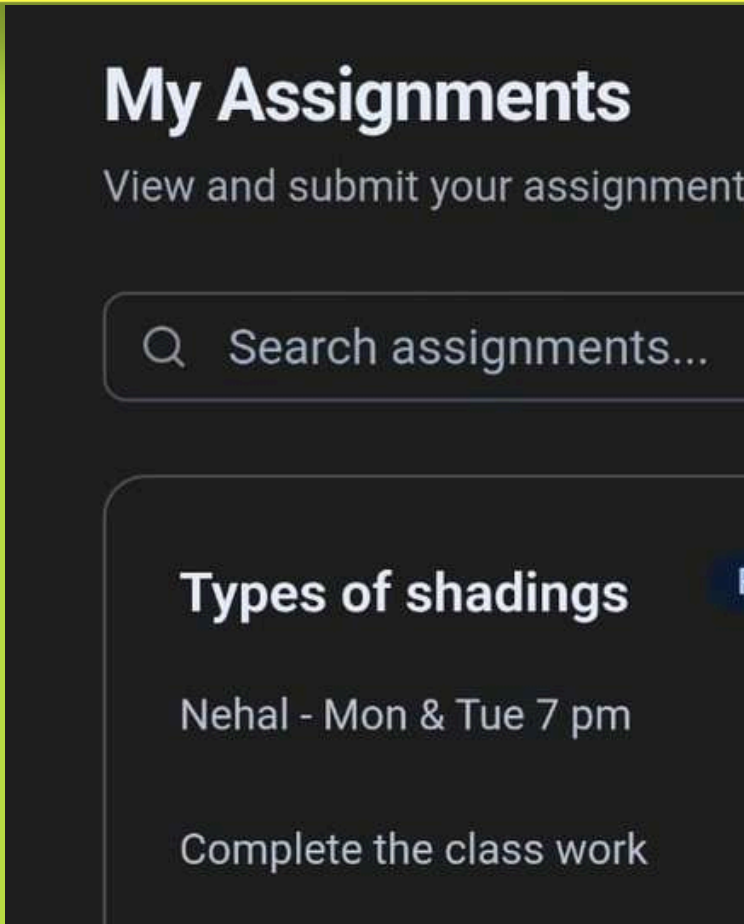 My Assignments
View and submit your assignment
Search assignments...
Types of shadings
Nehal - Mon & Tue 7 pm
Complete the class work